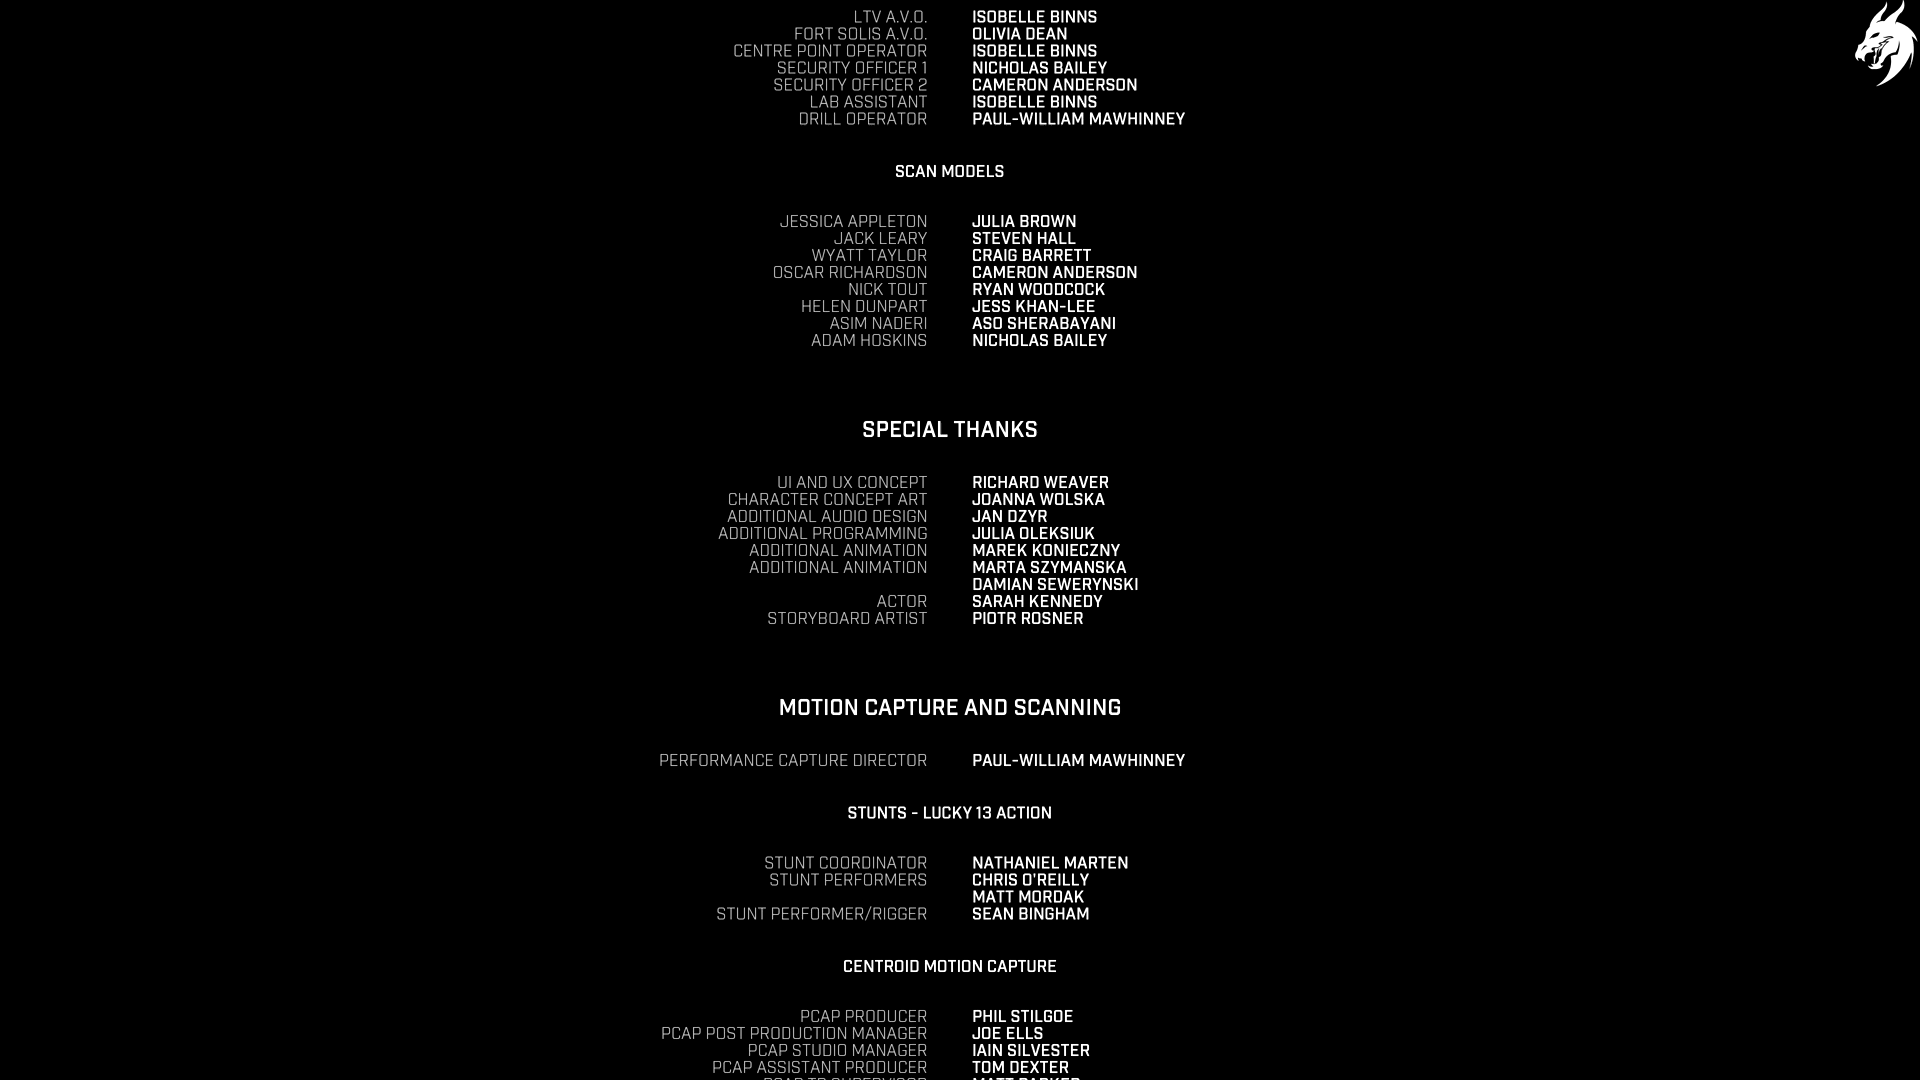 LTV A.V.O. ISOBELLE BINNS
FORT SOLIS A.V.O. OLIVIA DEAN
CENTRE POINT OPERATOR ISOBELLE BINNS
SECURITY OFFICER 1 NICHOLAS BAILEY
SECURITY OFFICER 2 CAMERON ANDERSON
LAB ASSISTANT ISOBELLE BINNS
DRILL OPERATOR PAUL-WILLIAM MAWHINNEY
SCAN MODELS
JESSICA APPLETON JULIA BROWN
JACK LEARY STEVEN HALL
WYATT TAYLOR CRAIG BARRETT
OSCAR RICHARDSON CAMERON ANDERSON
NICK TOUT RYAN WOODCOCK
HELEN DUNPART JESS KHAN-LEE
ASIM NADERI ASO SHERABAYANI
ADAM HOSKINS NICHOLAS BAILEY
SPECIAL THANKS
UI AND UX CONCEPT RICHARD WEAVER
CHARACTER CONCEPT ART JOANNA WOLSKA
ADDITIONAL AUDIO DESIGN JAN DZYR
ADDITIONAL PROGRAMMING JULIA OLEKSIUK
ADDITIONAL ANIMATION MAREK KONIECZNY
ADDITIONAL ANIMATION MARTA SZYMANSKA
DAMIAN SEWERYNSKI
ACTOR SARAH KENNEDY
STORYBOARD ARTIST PIOTR ROSNER
MOTION CAPTURE AND SCANNING
PERFORMANCE CAPTURE DIRECTOR PAUL-WILLIAM MAWHINNEY
STUNTS - LUCKY 13 ACTION
STUNT COORDINATOR NATHANIEL MARTEN
STUNT PERFORMERS CHRIS O'REILLY
MATT MORDAK
STUNT PERFORMER/RIGGER SEAN BINGHAM
CENTROID MOTION CAPTURE
PCAP PRODUCER PHIL STILGOE
PCAP POST PRODUCTION MANAGER JOE ELLS
PCAP STUDIO MANAGER IAIN SILVESTER
PCAP ASSISTANT PRODUCER TOM DEXTER